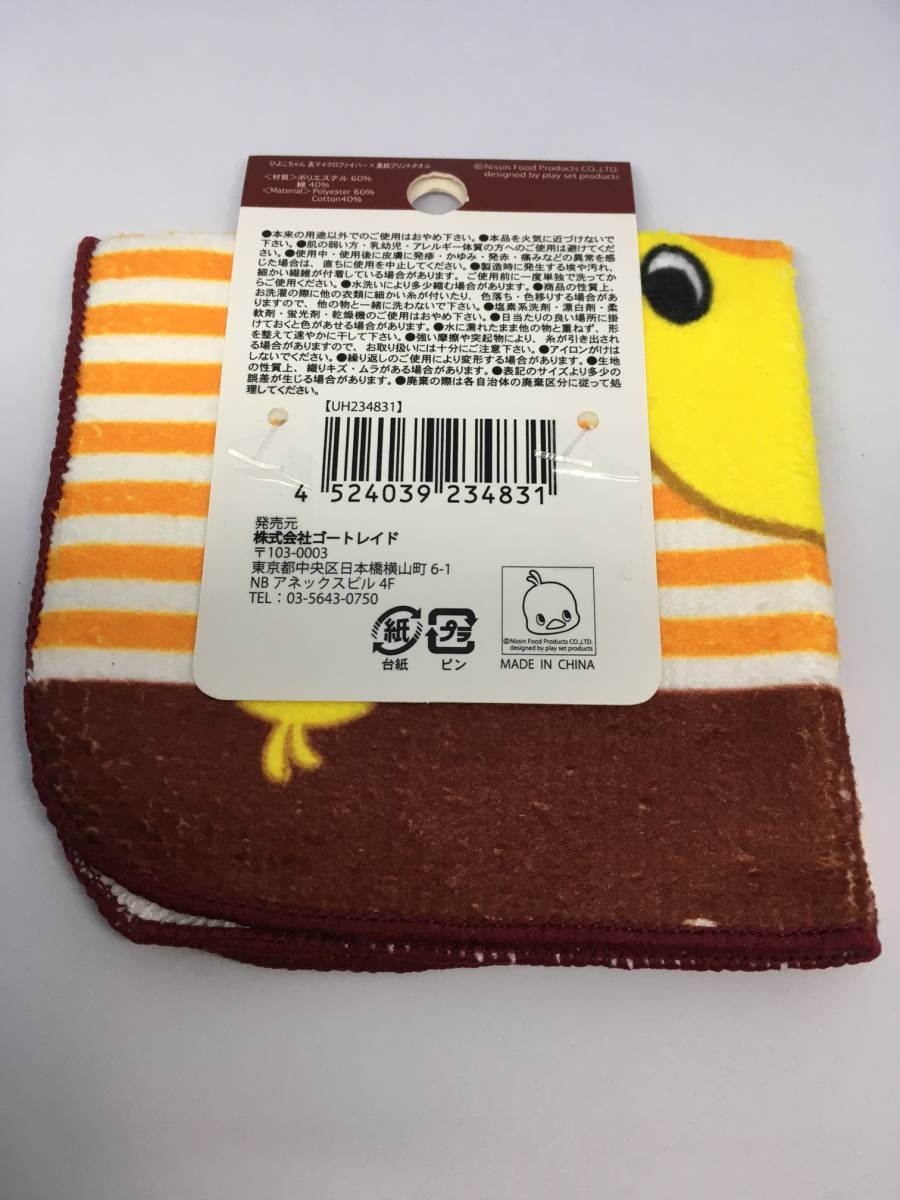 ひよこちゃん 表マイクロファイバー×裏綿プリントタオル
〈材質〉ポリエステル 60%
綿 40%
〈Material〉Polyester 60%
Cotton40%
©Nissin Food Products CO.,LTD.
designed by play set products
●本来の用途以外でのご使用はおやめ下さい。●本品を火気に近づけないで
下さい。●肌の弱い方・乳幼児・アレルギー体質の方へのご使用は避けてくださ
い。●使用中・使用後に皮膚に発疹・かゆみ・発赤・痛みなどの異常を感
じた場合は、直ちに使用を中止してください。●製造時に発生する埃や汚れ、
細かい繊維が付着している場合があります。ご使用前に一度単独で洗ってか
らご使用ください。●水洗いにより多少縮む場合があります。●商品の性質上、
お洗濯の際に他の衣類に細かい糸が付いたり、色落ち・色移りする場合があ
りますので、他の物と一緒に洗わないで下さい。●塩素系洗剤・漂白剤・柔
軟剤・蛍光剤・乾燥機のご使用はおやめ下さい。●日当たりの良い場所に掛
けておくと色があせる場合があります。●水に濡れたまま他の物と重ねず、形
を整えて速やかに干して下さい。●強い摩擦や突起物により、糸が引き出され
る場合がありますので、お取り扱いには十分にご注意下さい。●アイロンがけは
しないでください。●繰り返しのご使用により変形する場合があります。●生地
の性質上、織りキズ・ムラがある場合があります。●表記のサイズより多少の
誤差が生じる場合があります。●廃棄の際は各自治体の廃棄区分に従って処
理してください。
【UH234831】
4 524039 234831
発売元
株式会社ゴートレイド
〒103-0003
東京都中央区日本橋横山町 6-1
NB アネックスビル 4F
TEL：03-5643-0750
紙
台紙
プラ
ピン
©Nissin Food Products CO.,LTD.
designed by play set products
MADE IN CHINA